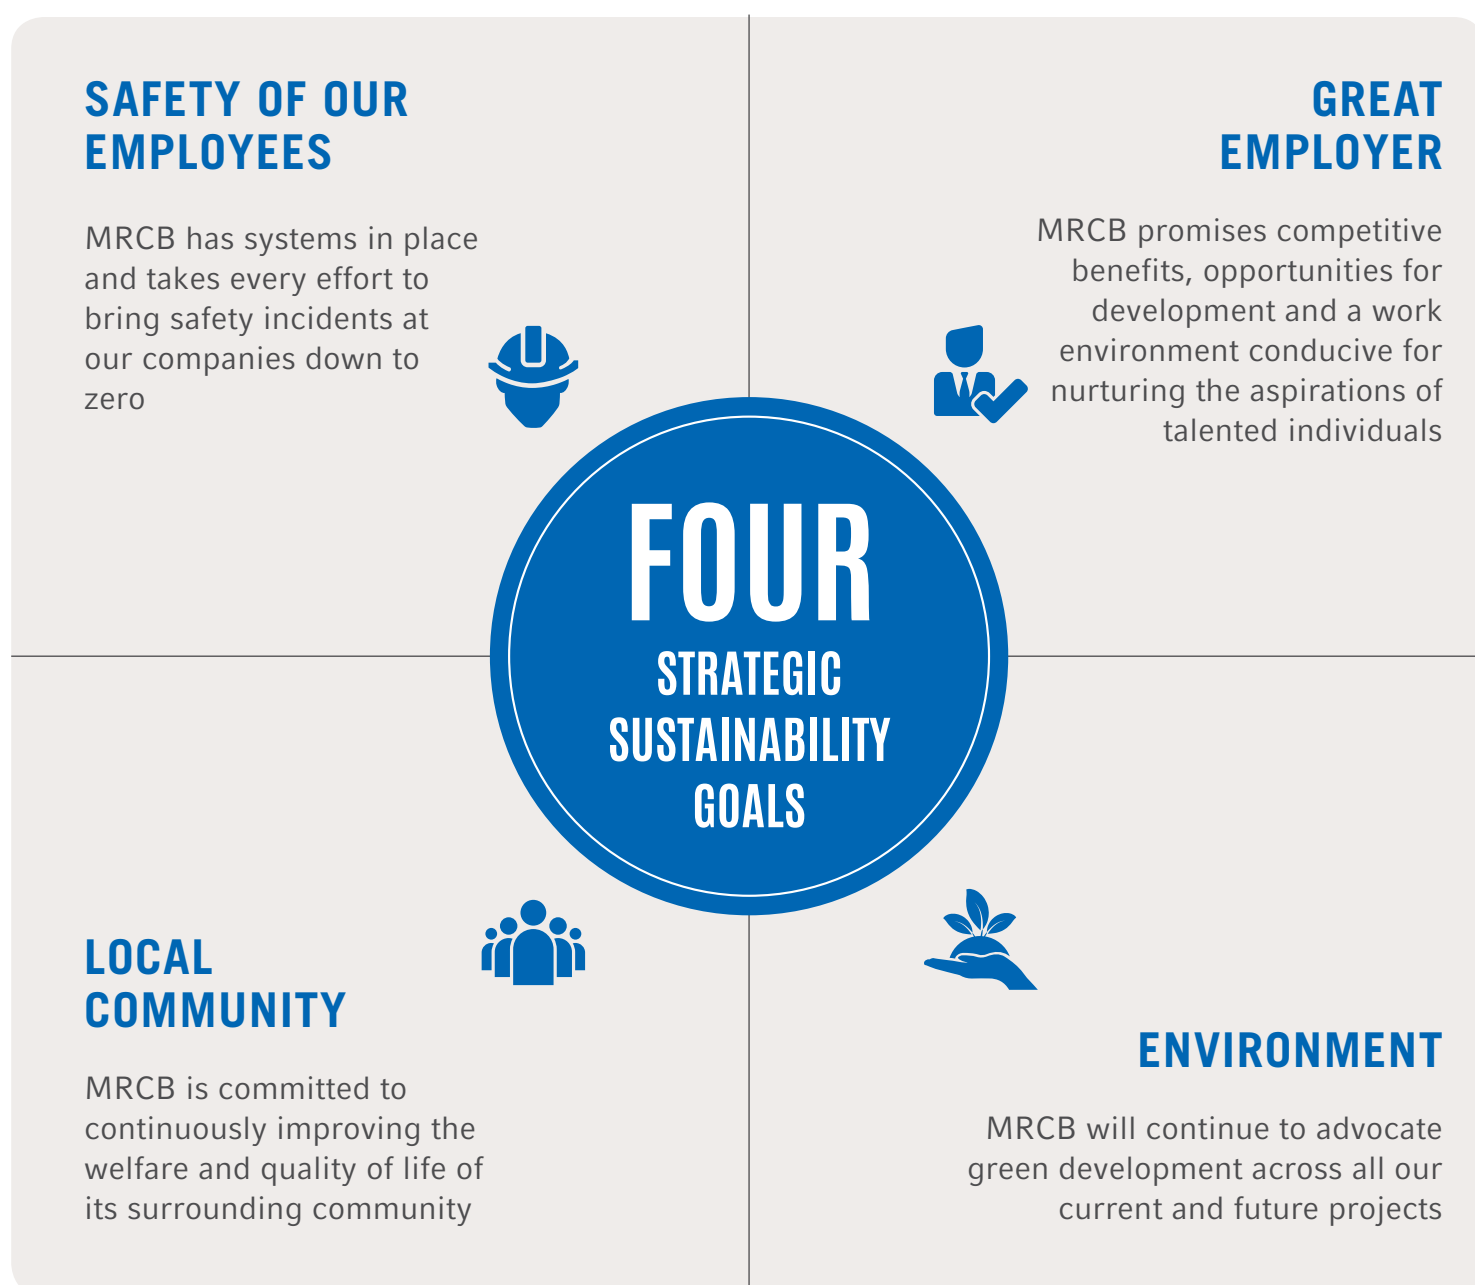 SAFETY OF OUR
EMPLOYEES
MRCB has systems in place
and takes every effort to
bring safety incidents at
our companies down to
zero
GREAT
EMPLOYER
MRCB promises competitive
benefits, opportunities for
development and a work
environment conducive for
nurturing the aspirations of
talented individuals
FOUR
STRATEGIC
SUSTAINABILITY
GOALS
LOCAL
COMMUNITY
MRCB is committed to
continuously improving the
welfare and quality of life of
its surrounding community
ENVIRONMENT
MRCB will continue to advocate
green development across all our
current and future projects